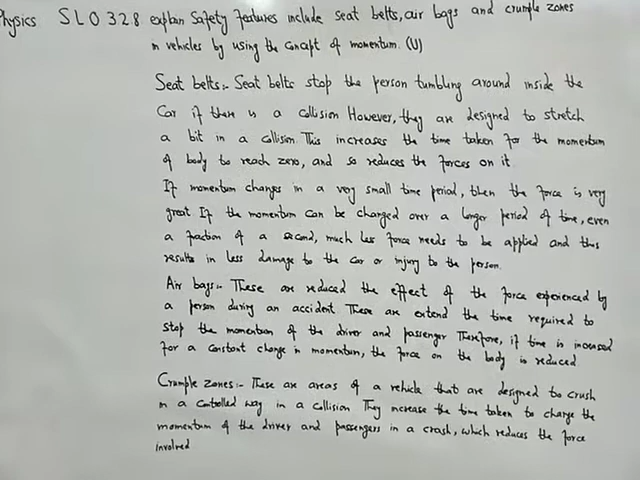 Physics SLO 328 explain Safety features include seat belts, air bags and crumple zones
in vehicles by using the concept of momentum. (U)
Seat belts:- Seat belts stop the person tumbling around inside the
Car if there is a collision However, they are designed to stretch
a bit in a collision. This increases the time taken for the momentum
of body to reach zero, and so reduces the forces on it.
If momentum changes in a very small time period, then the force is very
great If the momentum can be changed over a longer period of time, even
a fraction of a second, much less force needs to be applied and thus
results in less damage to the car or injury to the person.
Air bags:- These are reduced the effect of the force experienced by
a person during an accident These are extend the time required to
stop the momentum of the driver and passenger Therefore, if time is increased
for a constant change in momentum, the force on the body is reduced.
Crumple zones:- These are areas of a vehicle that are designed to crush
in a controlled way in a collision They increase the time taken to change the
momentum of the driver and passengers in a crash, which reduces the force
involved